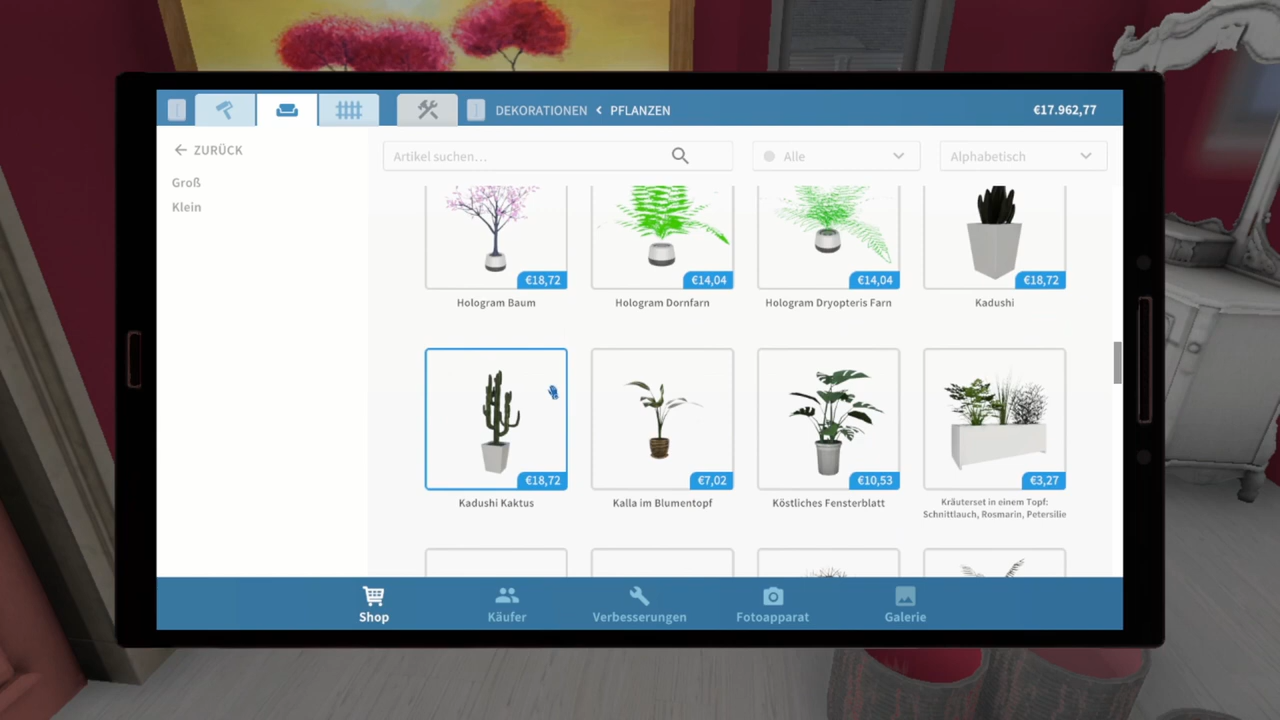 DEKORATIONEN < PFLANZEN
€17.962,77
ZURÜCK
Groß
Klein
Artikel suchen...
Alle
Alphabetisch
€18,72
€14,04
€14,04
€18,72
Hologram Baum
Hologram Dornfarn
Hologram Dryopteris Farn
Kadushi
€18,72
€7,02
€10,53
€3,27
Kadushi Kaktus
Kalla im Blumentopf
Köstliches Fensterblatt
Kräuterset in einem Topf:
Schnittlauch, Rosmarin, Petersilie
Shop
Käufer
Verbesserungen
Fotoapparat
Galerie